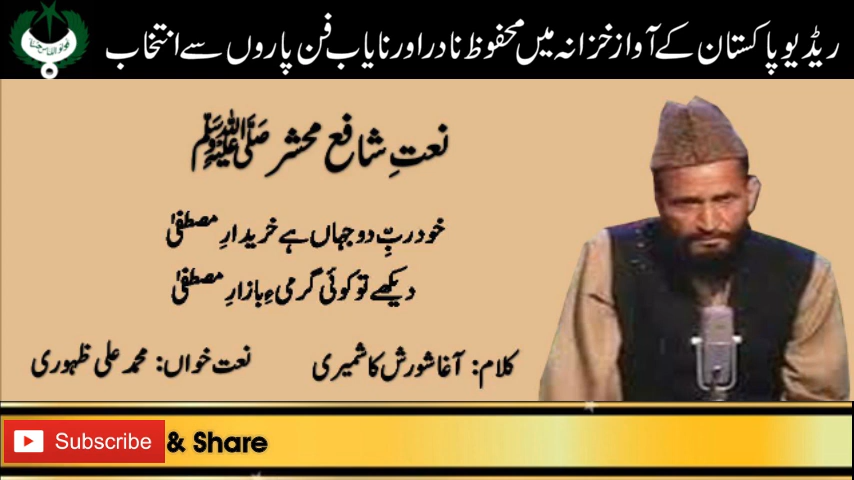 ریڈیو پاکستان کے آواز خزانہ میں محفوظ نادر اور نایاب فن پاروں سے انتخاب
نعتِ شافع محشر ﷺ
خود ربِّ دو جہاں ہے خریدارِ مصطفیٰ
دیکھے تو کوئی گرمیءِ بازارِ مصطفیٰ
کلام: آغا شورش کاشمیری
نعت خواں: محمد علی ظہوری
Subscribe & Share